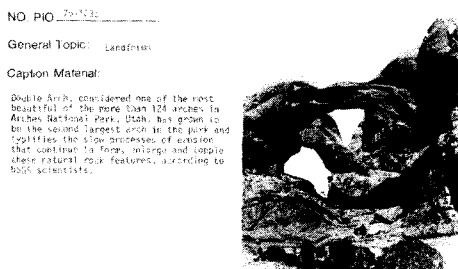 NO. PIO
General Topic: Landforms
Caption Material:
Double Arch, considered one of the most
beautiful of the more than 124 arches in
Arches National Park, Utah, has grown to
be the second largest arch in the park and
typifies the slow processes of erosion
that continue to form, enlarge and topple
these natural rock features, according to
USGS scientists.